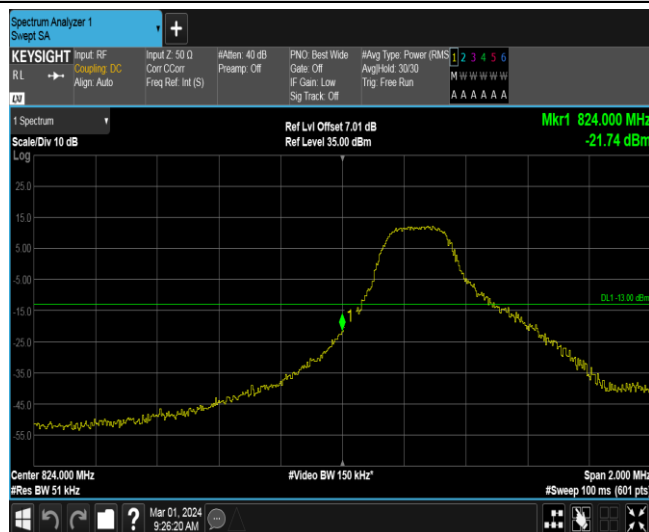 Spectrum Analyzer 1
Swept SA
+
KEYSIGHT Input: RF Input Z: 50 Ω #Atten: 40 dB PNO: Best Wide #Avg Type: Power (RMS 1 2 3 4 5 6
RL Coupling: DC Corr CCorr Preamp: Off Gate: Off Avg|Hold: 30/30 M W W W W W
Align: Auto Freq Ref: Int (S) IF Gain: Low Trig: Free Run
Sig Track: Off A A A A A A
LXI
1 Spectrum Ref Lvl Offset 7.01 dB Mkr1 824.000 MHz
Scale/Div 10 dB Ref Level 35.00 dBm -21.74 dBm
Log
25.0
15.0
5.00
-5.00
DL1 -13.00 dBm
-15.0
1
-25.0
-35.0
-45.0
-55.0
Center 824.000 MHz #Video BW 150 kHz* Span 2.000 MHz
#Res BW 51 kHz #Sweep 100 ms (601 pts)
? Mar 01, 2024
9:26:20 AM